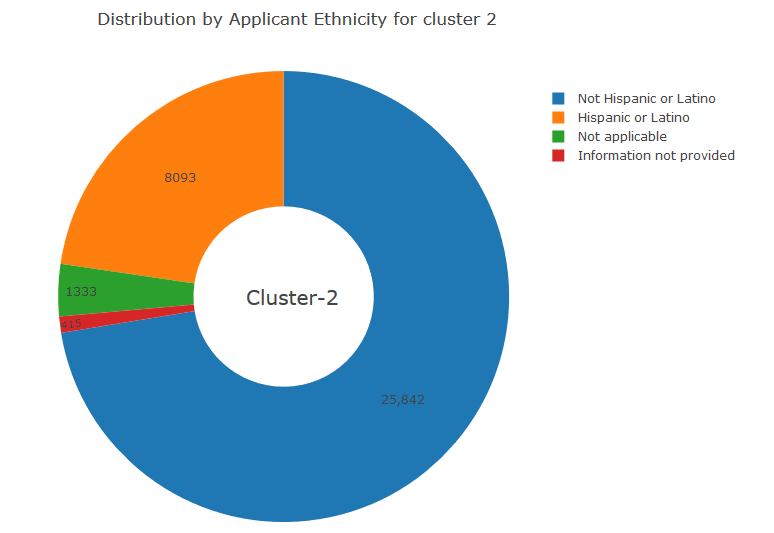 Distribution by Applicant Ethnicity for cluster 2
Not Hispanic or Latino
Hispanic or Latino
Not applicable
Information not provided
8093
1333
Cluster-2
415
25,842